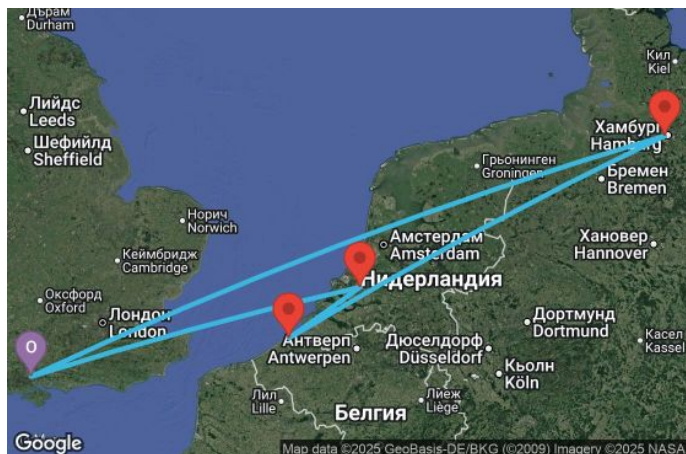 Дърам
Durham
Кил
Kiel
Лийдс
Leeds
Хамбург
Hamburg
Шефийлд
Sheffield
Грьонинген
Groningen
Бремен
Bremen
Норич
Norwich
Амстердам
Amsterdam
Хановер
Hannover
Кеймбридж
Cambridge
Нидерландия
Оксфорд
Oxford
Лондон
London
Дортмунд
Dortmund
O
Антверп
Antwerpen
Дюселдорф
Düsseldorf
Касел
Kassel
Кьолн
Köln
Лил
Lille
Лиеж
Liège
Белгия
Google
Map data ©2025 GeoBasis-DE/BKG (©2009) Imagery ©2025 NASA